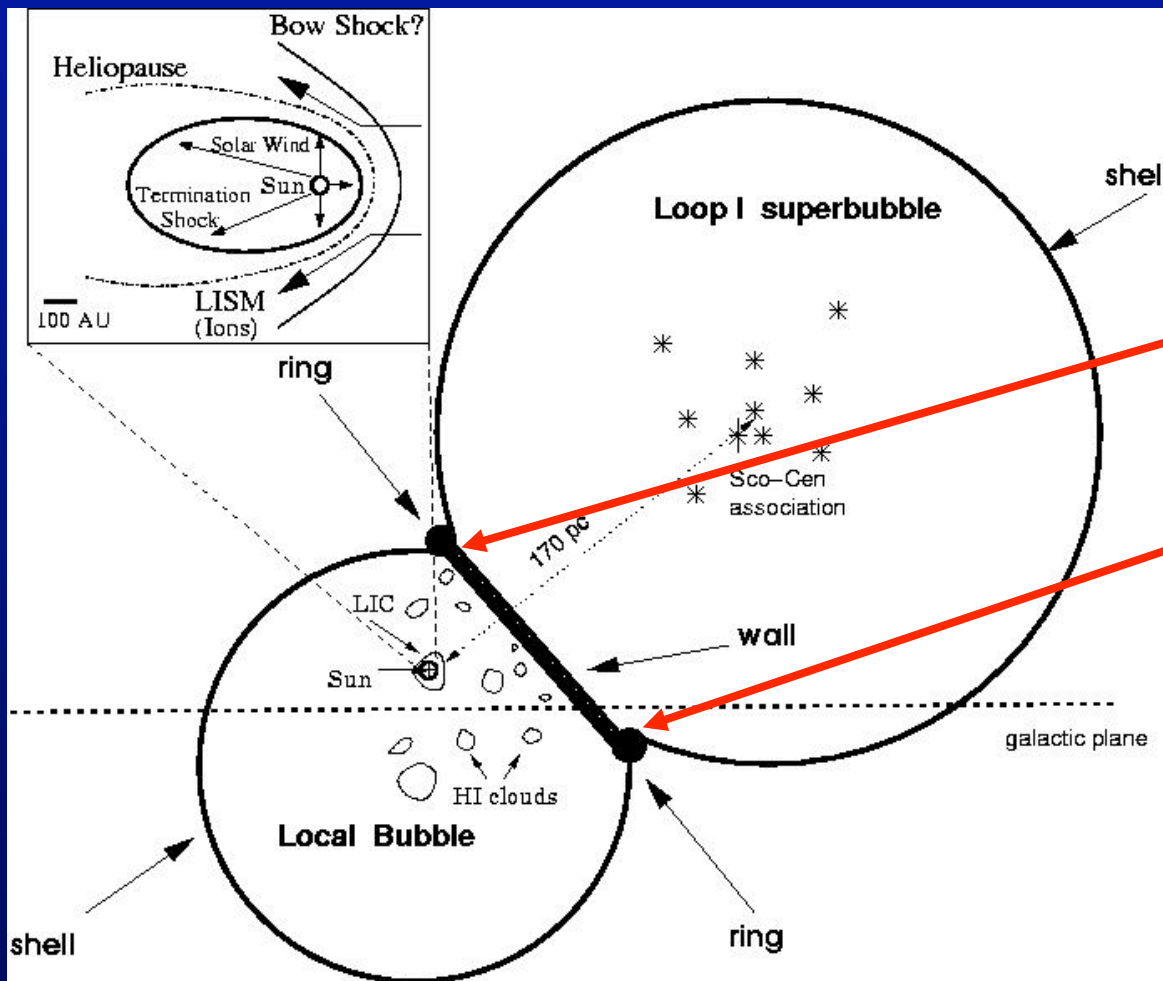 Bow Shock?
Heliopause
Solar Wind
Sun
Termination
Shock
LISM
(Ions)
100 AU
shell
Loop I superbubble
ring
Sco-Cen
association
170 pc
LIC
wall
Sun
galactic plane
HI clouds
Local Bubble
ring
shell